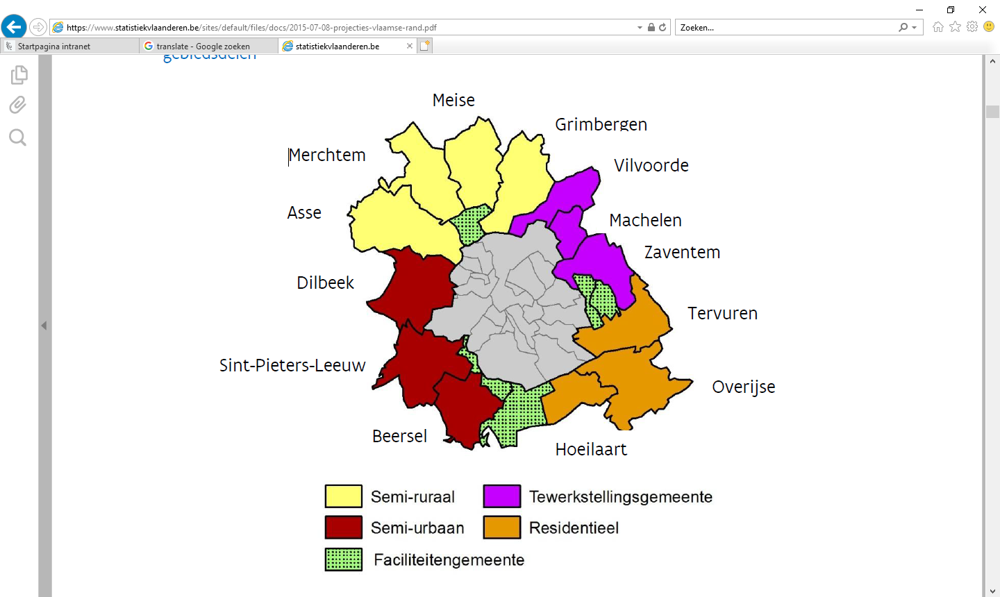 https://www.statistiekvlaanderen.be/sites/default/files/docs/2015-07-08-projecties-vlaamse-rand.pdf
Zoeken...
Startpagina intranet
translate - Google zoeken
statistiekvlaanderen.be
gebiedsdelen
Meise
Grimbergen
Merchtem
Vilvoorde
Asse
Machelen
Zaventem
Dilbeek
Tervuren
Sint-Pieters-Leeuw
Overijse
Beersel
Hoeilaart
Semi-ruraal
Tewerkstellingsgemeente
Semi-urbaan
Residentieel
Faciliteitengemeente